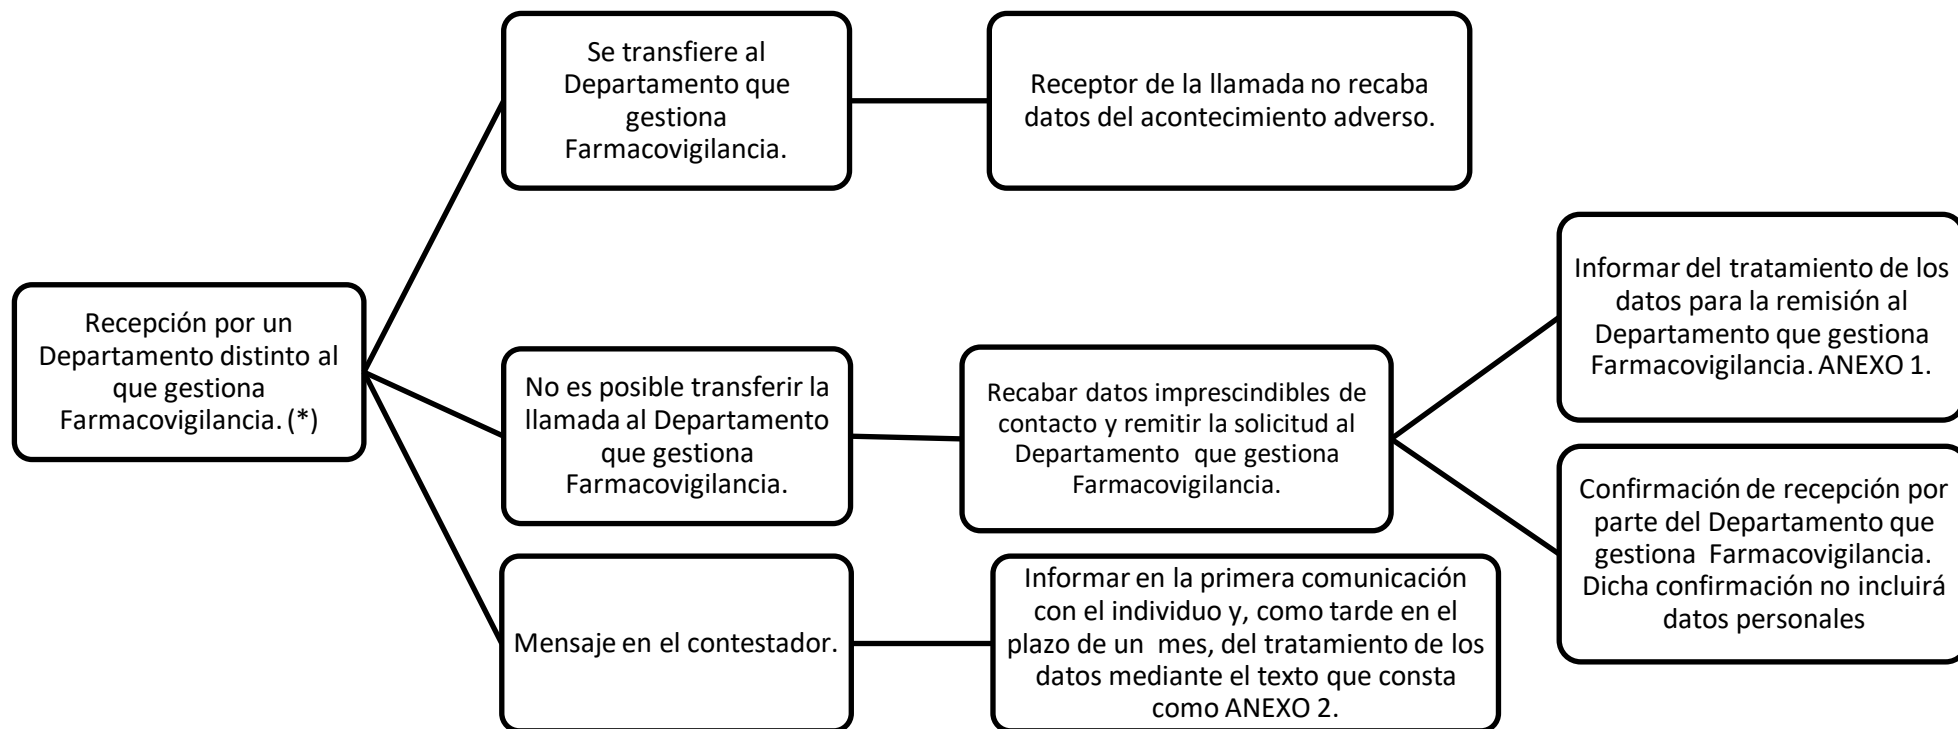 Se transfiere al
Departamento que
gestiona
Farmacovigilancia.
Receptor de la llamada no recaba
datos del acontecimiento adverso.
Recepción por un
Departamento distinto al
que gestiona
Farmacovigilancia. (*)
No es posible transferir la
llamada al Departamento
que gestiona
Farmacovigilancia.
Recabar datos imprescindibles de
contacto y remitir la solicitud al
Departamento que gestiona
Farmacovigilancia.
Informar del tratamiento de los
datos para la remisión al
Departamento que gestiona
Farmacovigilancia. ANEXO 1.
Confirmación de recepción por
parte del Departamento que
gestiona Farmacovigilancia.
Dicha confirmación no incluirá
datos personales
Mensaje en el contestador.
Informar en la primera comunicación
con el individuo y, como tarde en el
plazo de un mes, del tratamiento de los
datos mediante el texto que consta
como ANEXO 2.